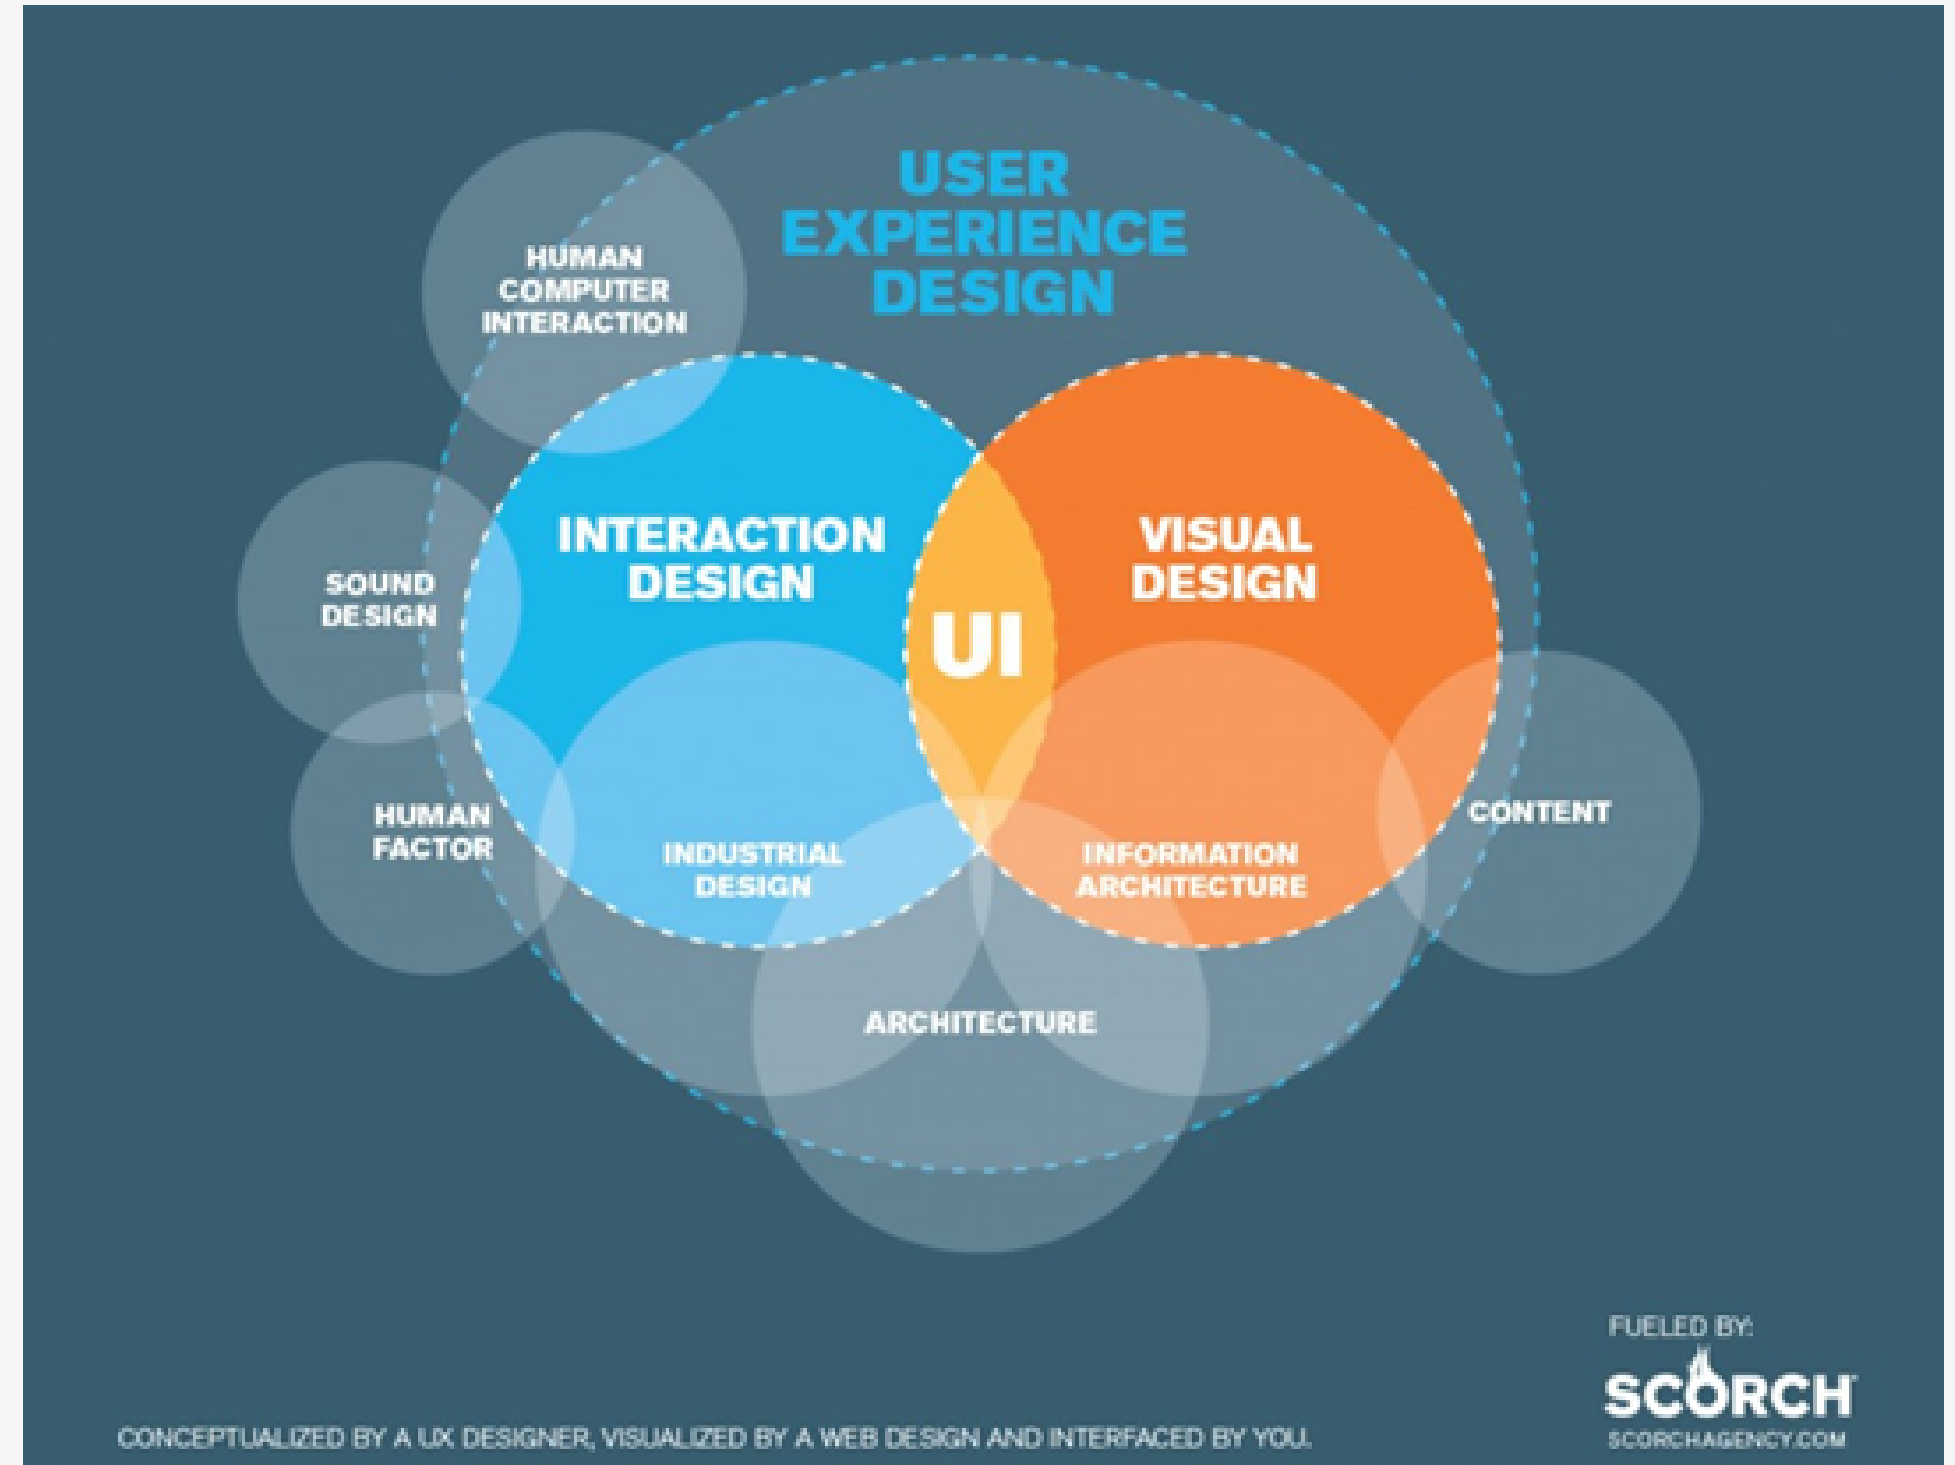 USER
EXPERIENCE
DESIGN
HUMAN
COMPUTER
INTERACTION
INTERACTION
DESIGN
VISUAL
DESIGN
UI
SOUND
DESIGN
HUMAN
FACTOR
CONTENT
INDUSTRIAL
DESIGN
INFORMATION
ARCHITECTURE
ARCHITECTURE
FUELED BY:
SCORCH
SCORCHAGENCY.COM
CONCEPTUALIZED BY A UX DESIGNER, VISUALIZED BY A WEB DESIGN AND INTERFACED BY YOU.